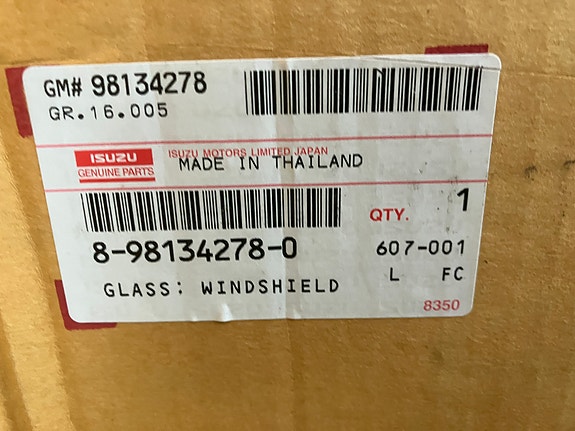 GM# 98134278
GR.16.005
ISUZU
GENUINE PARTS
ISUZU MOTORS LIMITED JAPAN
MADE IN THAILAND
QTY. 1
8-98134278-0
607-001
GLASS: WINDSHIELD
L FC
8350